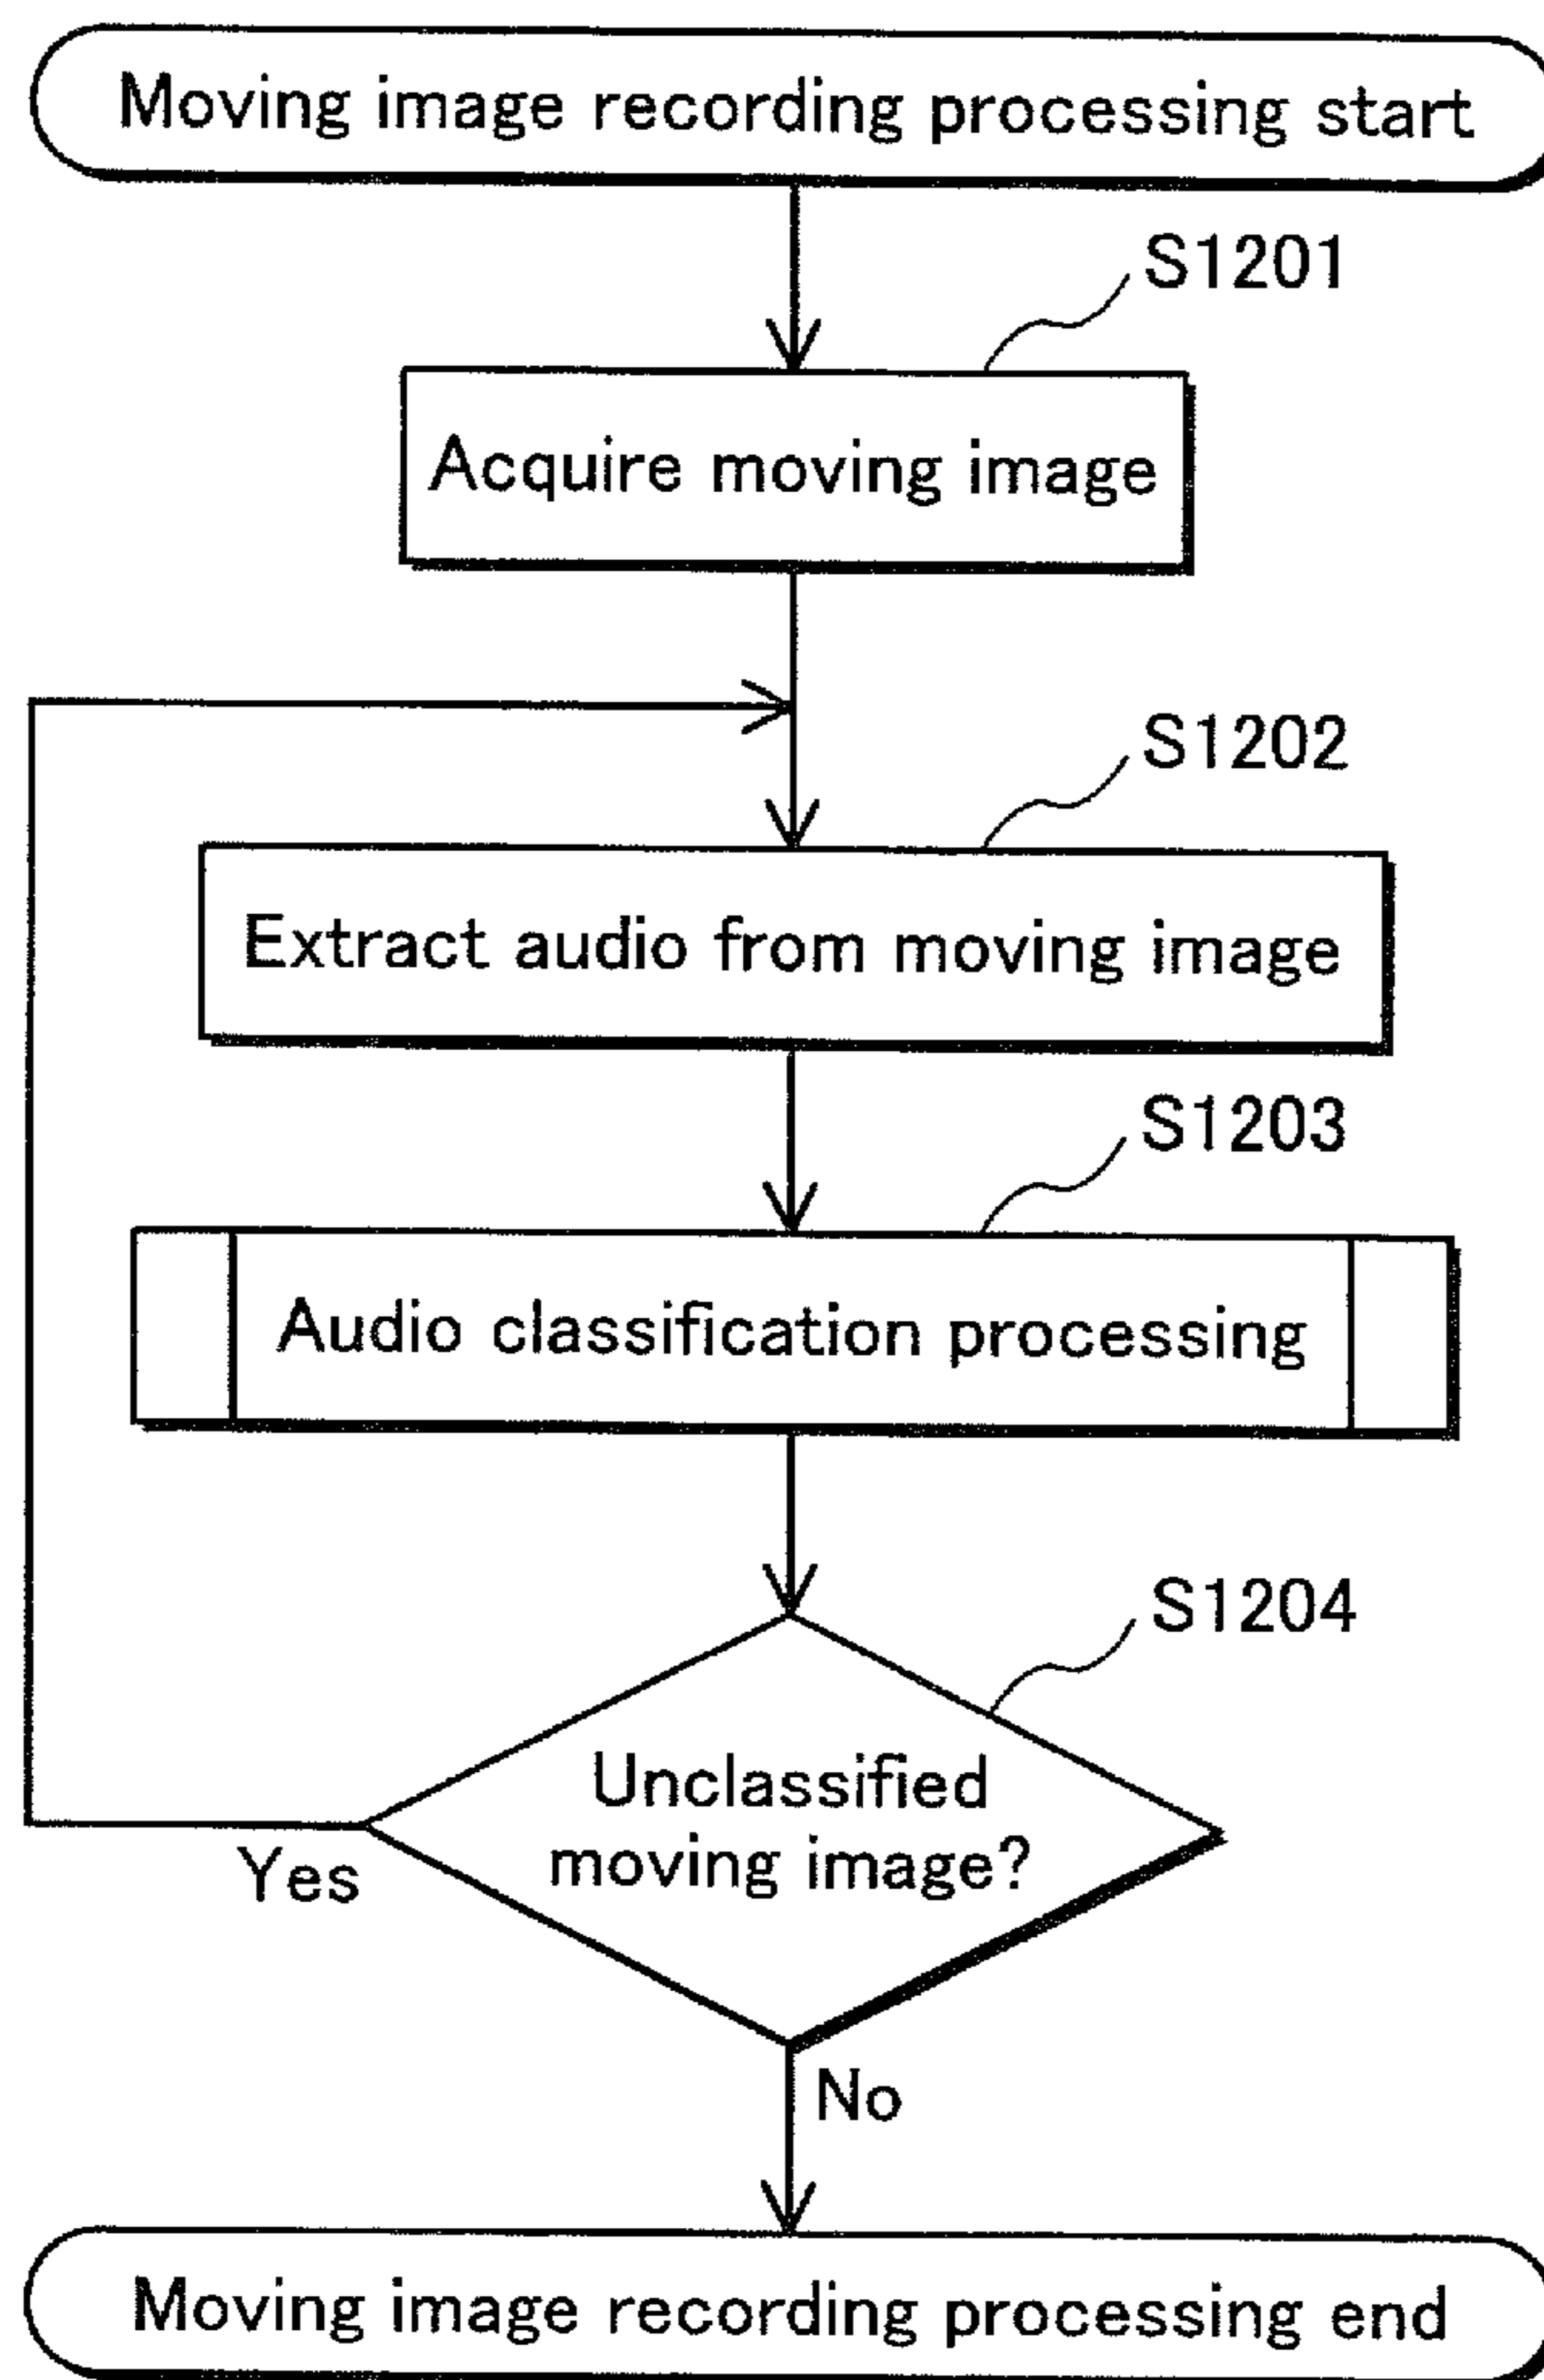 Moving image recording processing start
S1201
Acquire moving image
S1202
Extract audio from moving image
S1203
Audio classification processing
S1204
Unclassified
moving image?
Yes
No
Moving image recording processing end